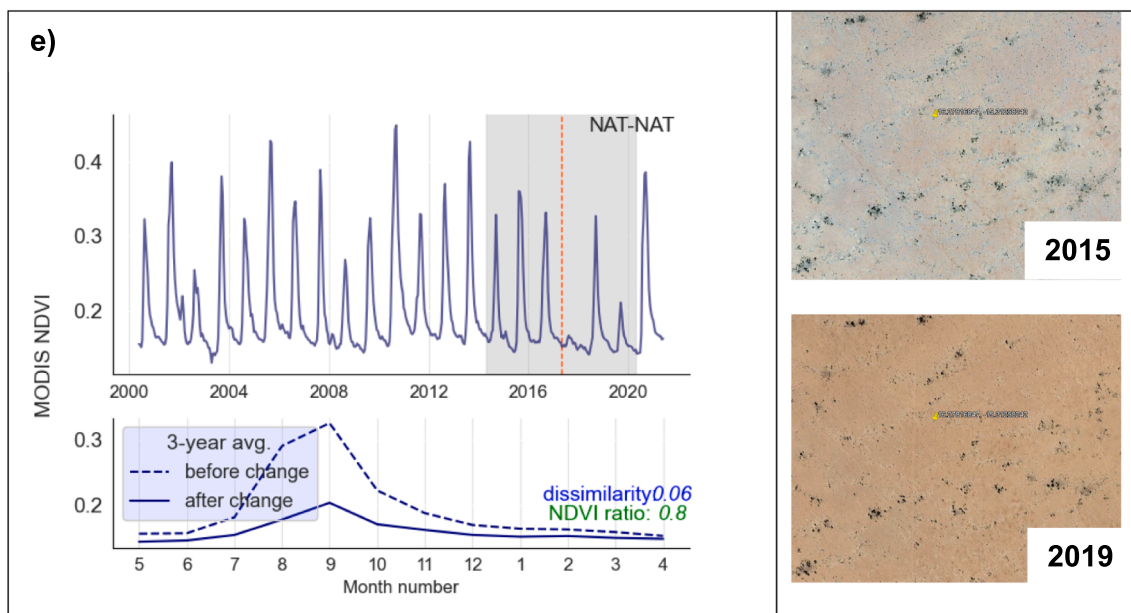 e)
NAT-NAT
MODIS NDVI
0.4
0.3
0.2
2000
2004
2008
2012
2016
2020
0.3
0.2
3-year avg.
before change
after change
dissimilarity0.06
NDVI ratio: 0.8
5
6
7
8
9
10
11
12
1
2
3
4
Month number
2015
2019